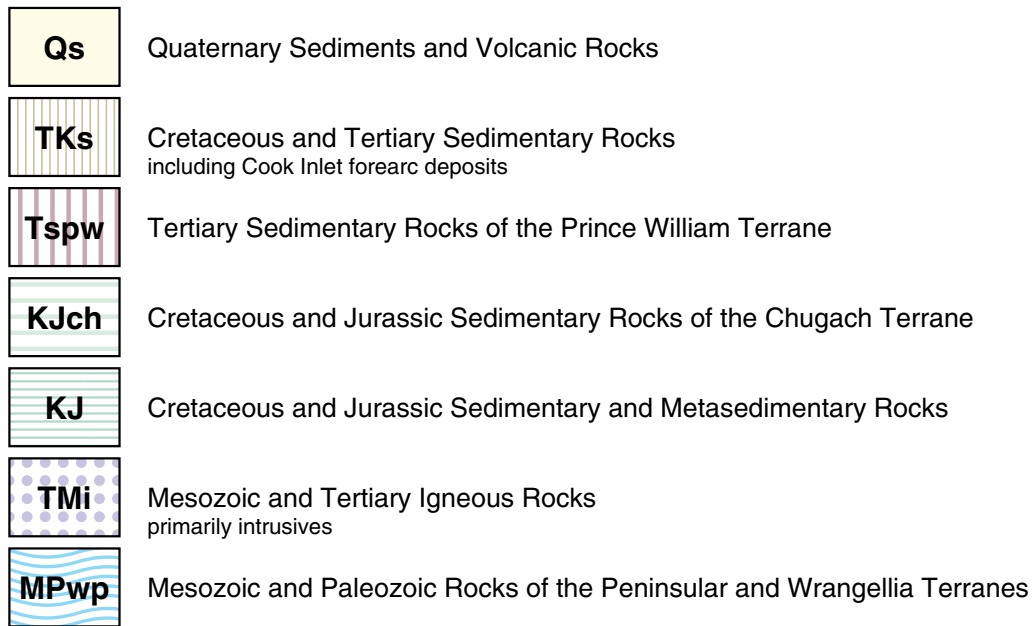 Qs
Quaternary Sediments and Volcanic Rocks
TKs
Cretaceous and Tertiary Sedimentary Rocks
including Cook Inlet forearc deposits
Tspw
Tertiary Sedimentary Rocks of the Prince William Terrane
KJch
Cretaceous and Jurassic Sedimentary Rocks of the Chugach Terrane
KJ
Cretaceous and Jurassic Sedimentary and Metasedimentary Rocks
TMi
Mesozoic and Tertiary Igneous Rocks
primarily intrusives
MPwp
Mesozoic and Paleozoic Rocks of the Peninsular and Wrangellia Terranes